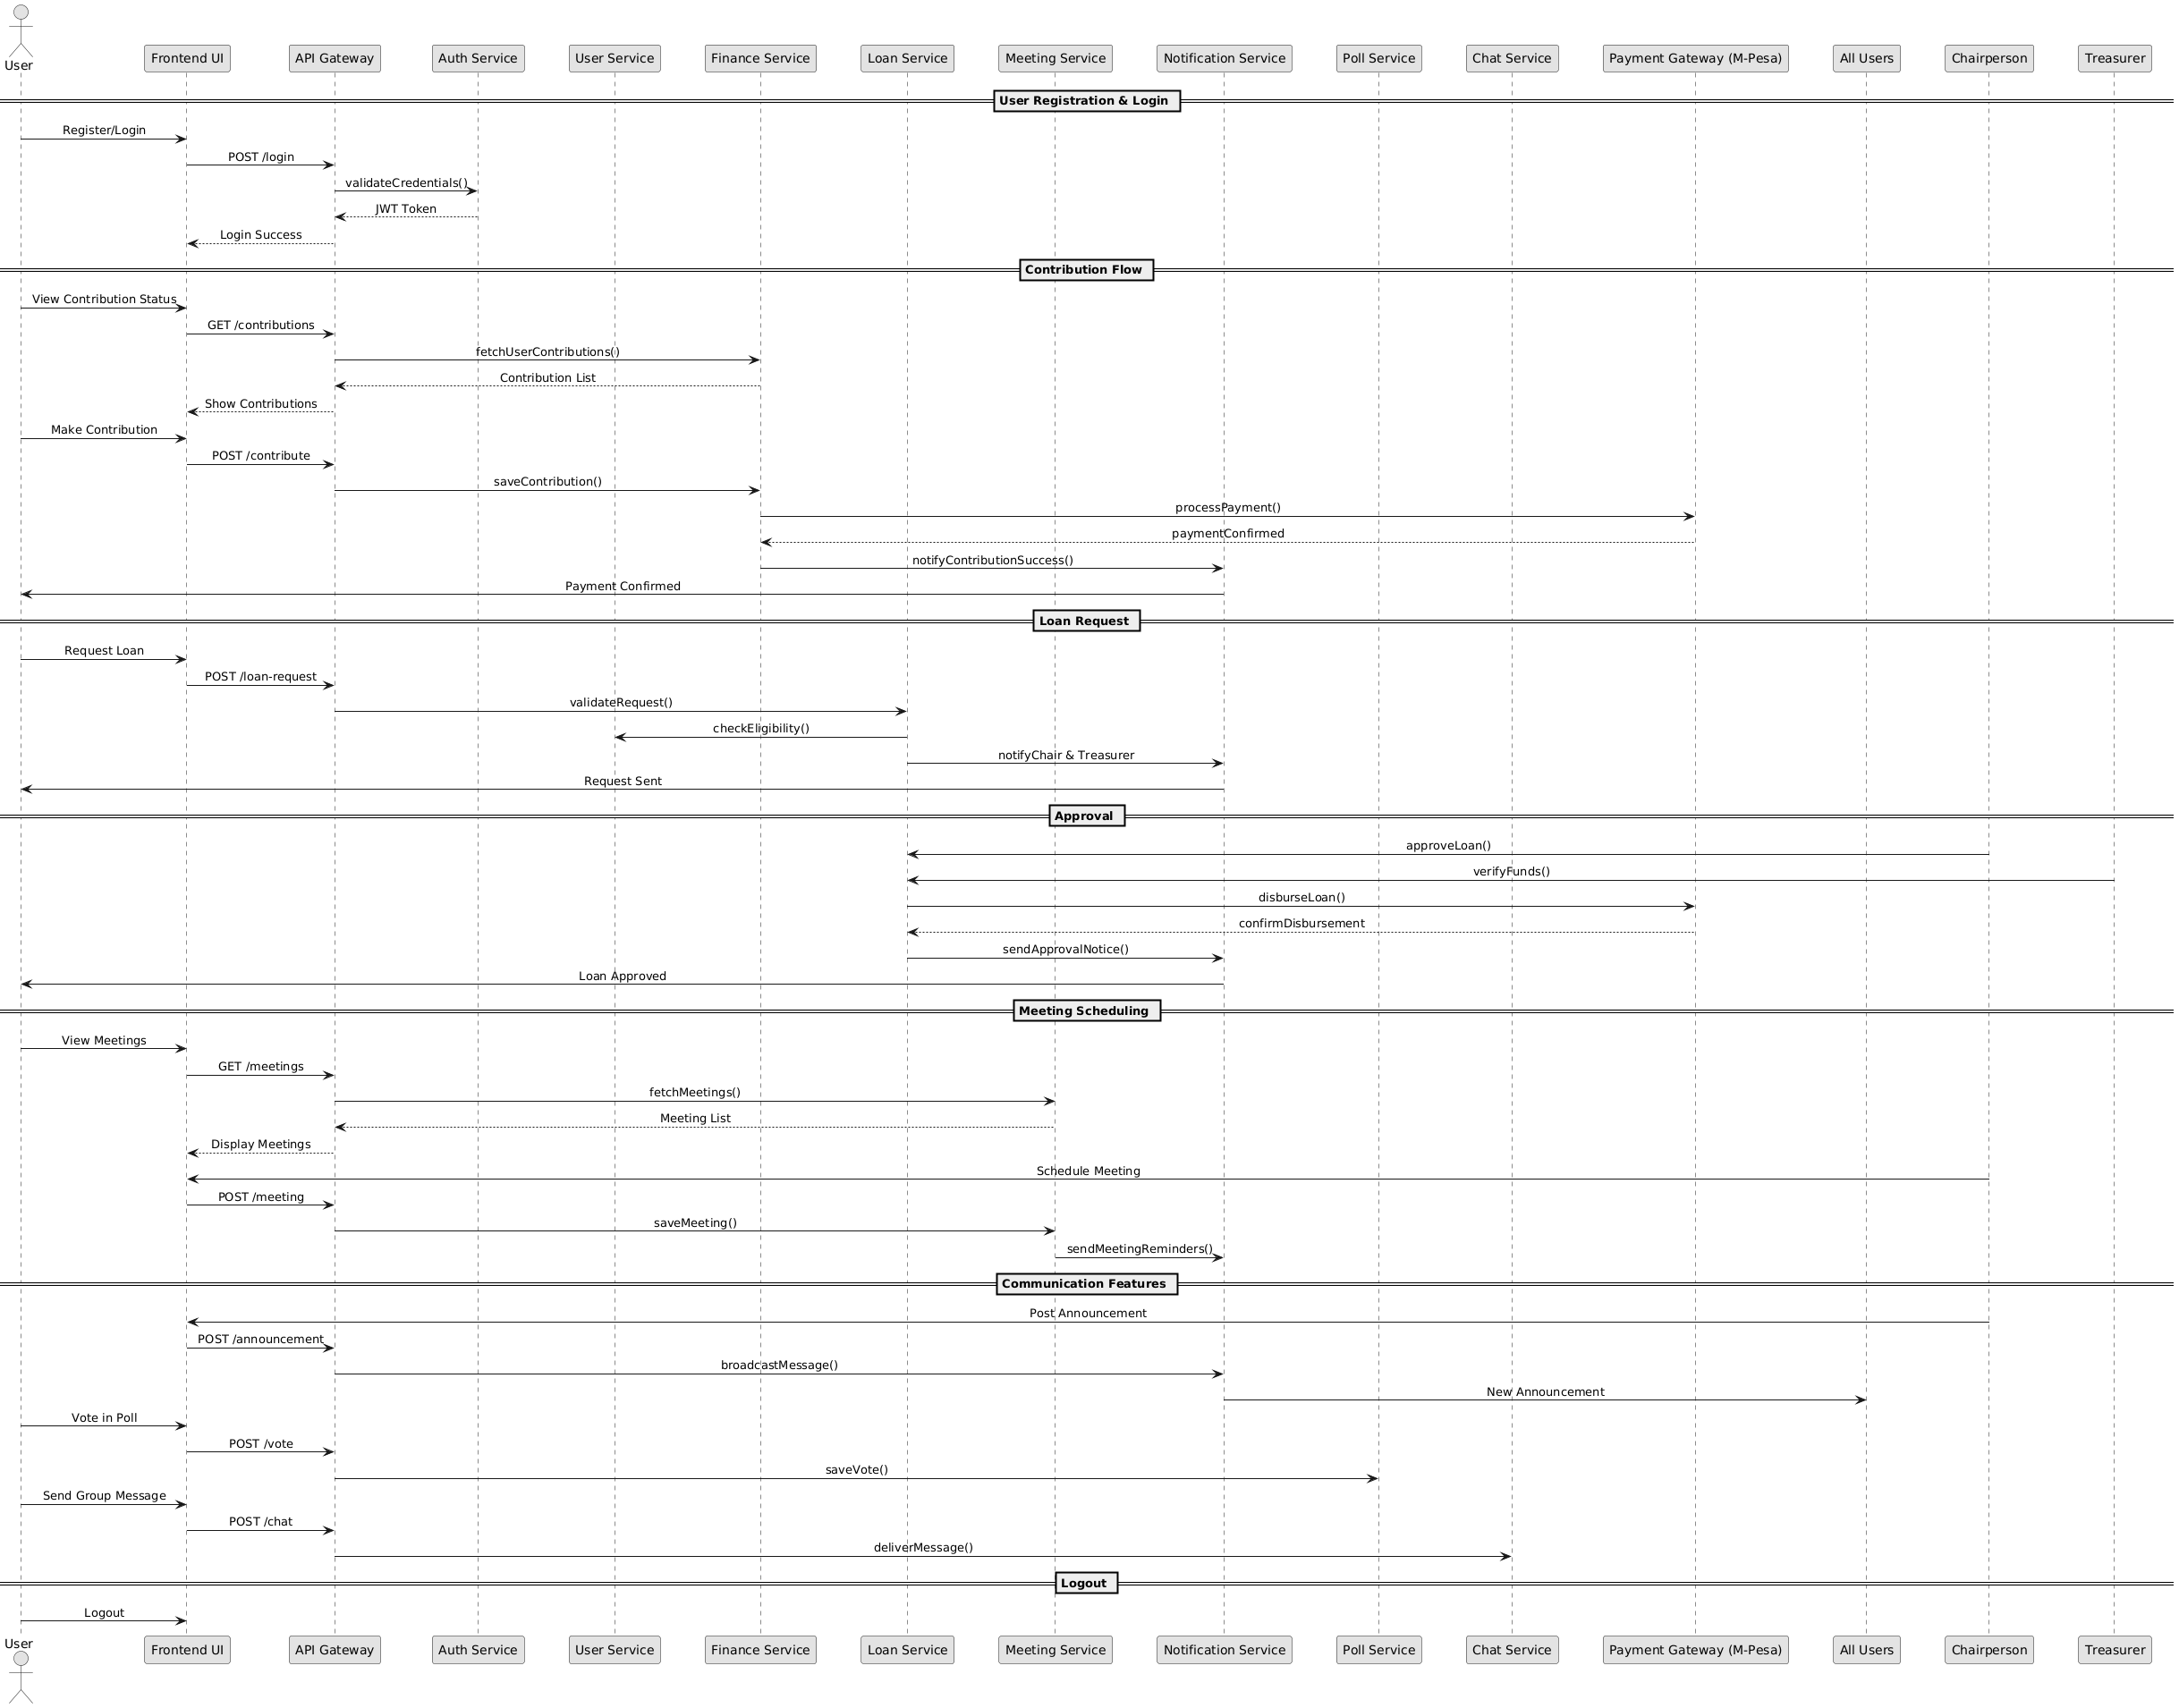 User
Frontend UI
API Gateway
Auth Service
User Service
Finance Service
Loan Service
Meeting Service
Notification Service
Poll Service
Chat Service
Payment Gateway (M-Pesa)
All Users
Chairperson
Treasurer
User Registration & Login
Register/Login
POST /login
validateCredentials()
JWT Token
Login Success
Contribution Flow
View Contribution Status
GET /contributions
fetchUserContributions()
Contribution List
Show Contributions
Make Contribution
POST /contribute
saveContribution()
processPayment()
paymentConfirmed
notifyContributionSuccess()
Payment Confirmed
Loan Request
Request Loan
POST /loan-request
validateRequest()
checkEligibility()
notifyChair & Treasurer
Request Sent
Approval
approveLoan()
verifyFunds()
disburseLoan()
confirmDisbursement
sendApprovalNotice()
Loan Approved
Meeting Scheduling
View Meetings
GET /meetings
fetchMeetings()
Meeting List
Display Meetings
Schedule Meeting
POST /meeting
saveMeeting()
sendMeetingReminders()
Communication Features
Post Announcement
POST /announcement
broadcastMessage()
New Announcement
Vote in Poll
POST /vote
saveVote()
Send Group Message
POST /chat
deliverMessage()
Logout
Logout
User
Frontend UI
API Gateway
Auth Service
User Service
Finance Service
Loan Service
Meeting Service
Notification Service
Poll Service
Chat Service
Payment Gateway (M-Pesa)
All Users
Chairperson
Treasurer